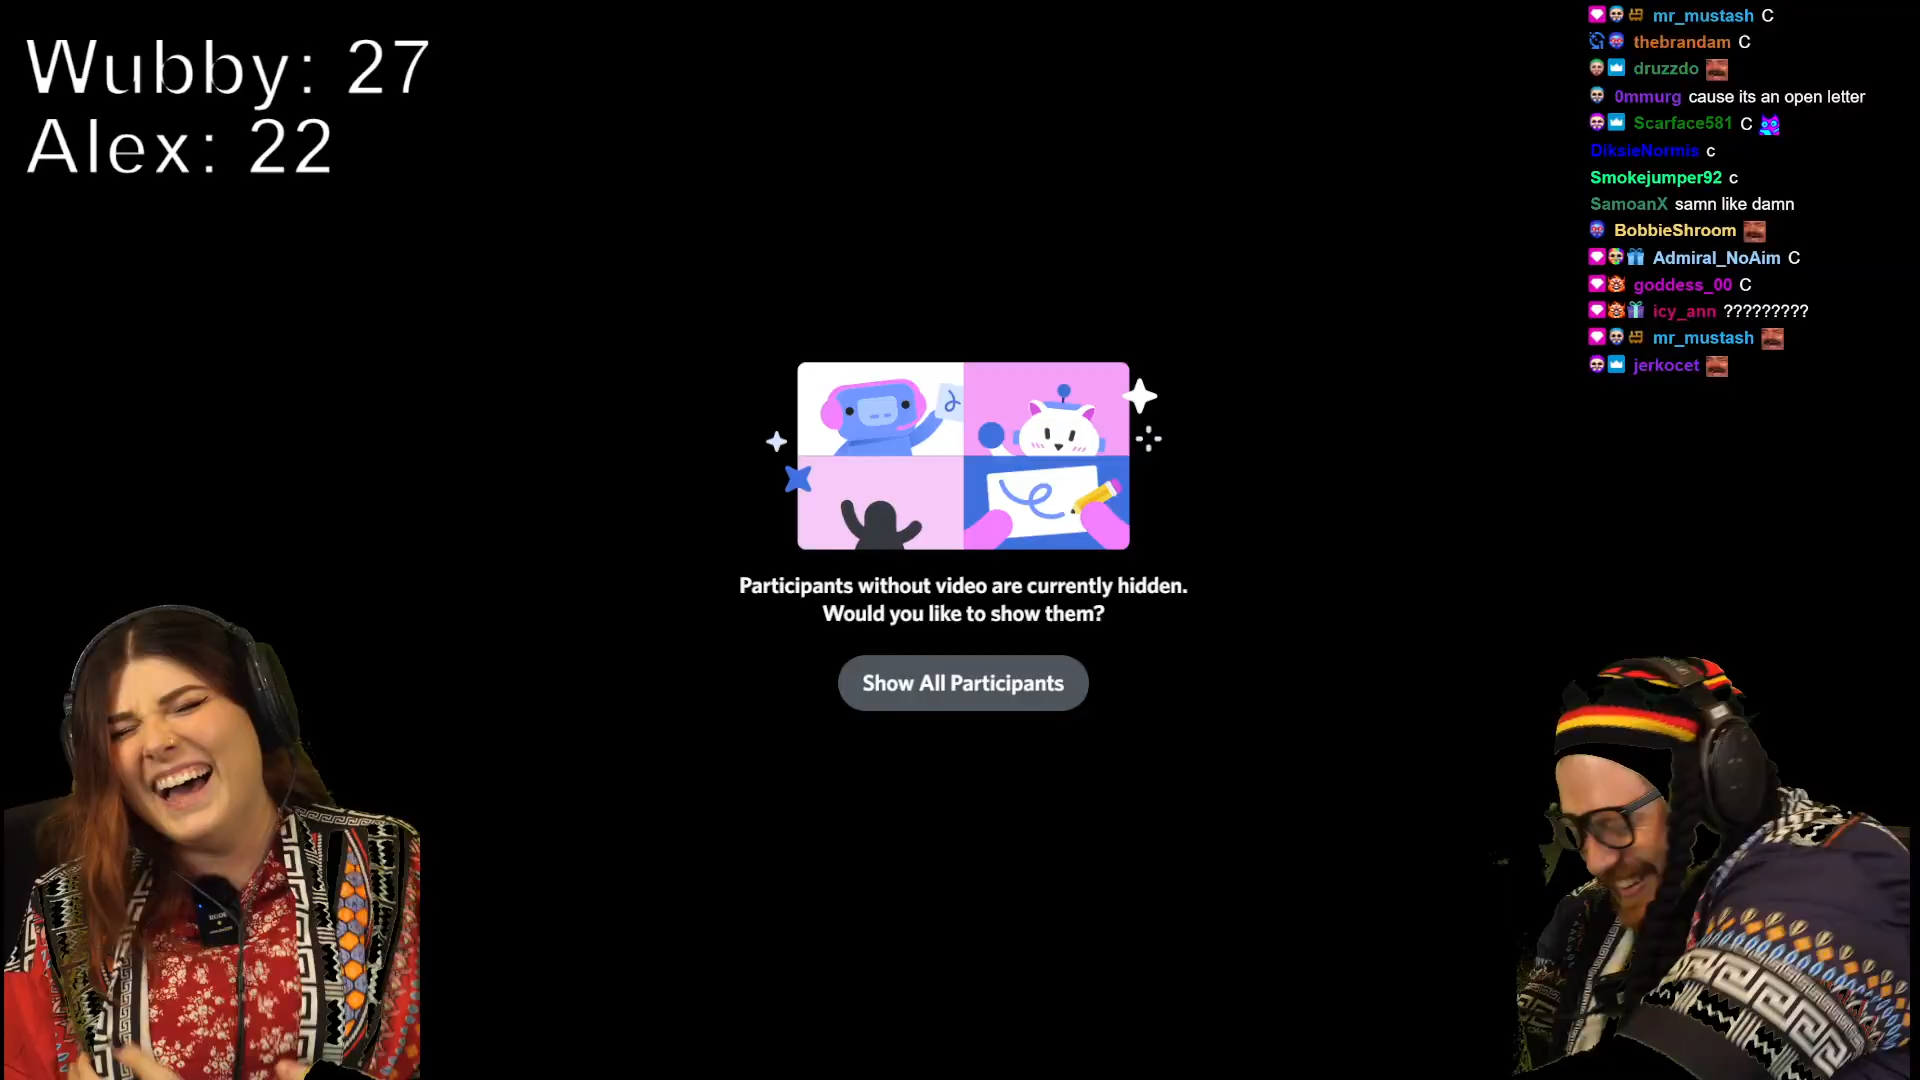 Wubby: 27
Alex: 22
mr_mustash C
thebrandam C
druzzdo
0mmurg cause its an open letter
Scarface581 C
DiksieNormis c
Smokejumper92 c
SamoanX samn like damn
BobbieShroom
Admiral_NoAim C
goddess_00 C
icy_ann ?????????
mr_mustash
jerkocet
Participants without video are currently hidden.
Would you like to show them?
Show All Participants
RODE